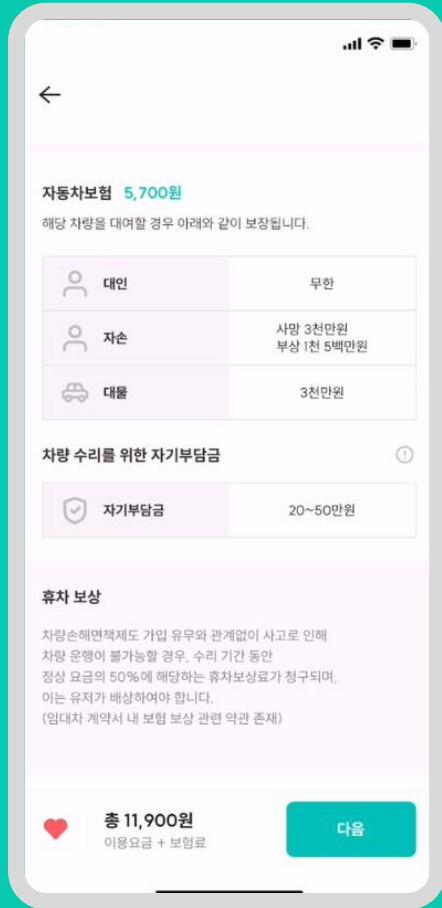 자동차보험 5,700원
해당 차량을 대여할 경우 아래와 같이 보장됩니다.
대인 무한
자손 사망 3천만원
부상 1천 5백만원
대물 3천만원
차량 수리를 위한 자기부담금
자기부담금 20~50만원
휴차 보상
차량손해면책제도 가입 유무와 관계없이 사고로 인해
차량 운행이 불가능할 경우, 수리 기간 동안
정상 요금의 50%에 해당하는 휴차보상료가 청구되며,
이는 유저가 배상하여야 합니다.
(임대차 계약서 내 보험 보상 관련 약관 존재)
총 11,900원
이용요금 + 보험료
다음